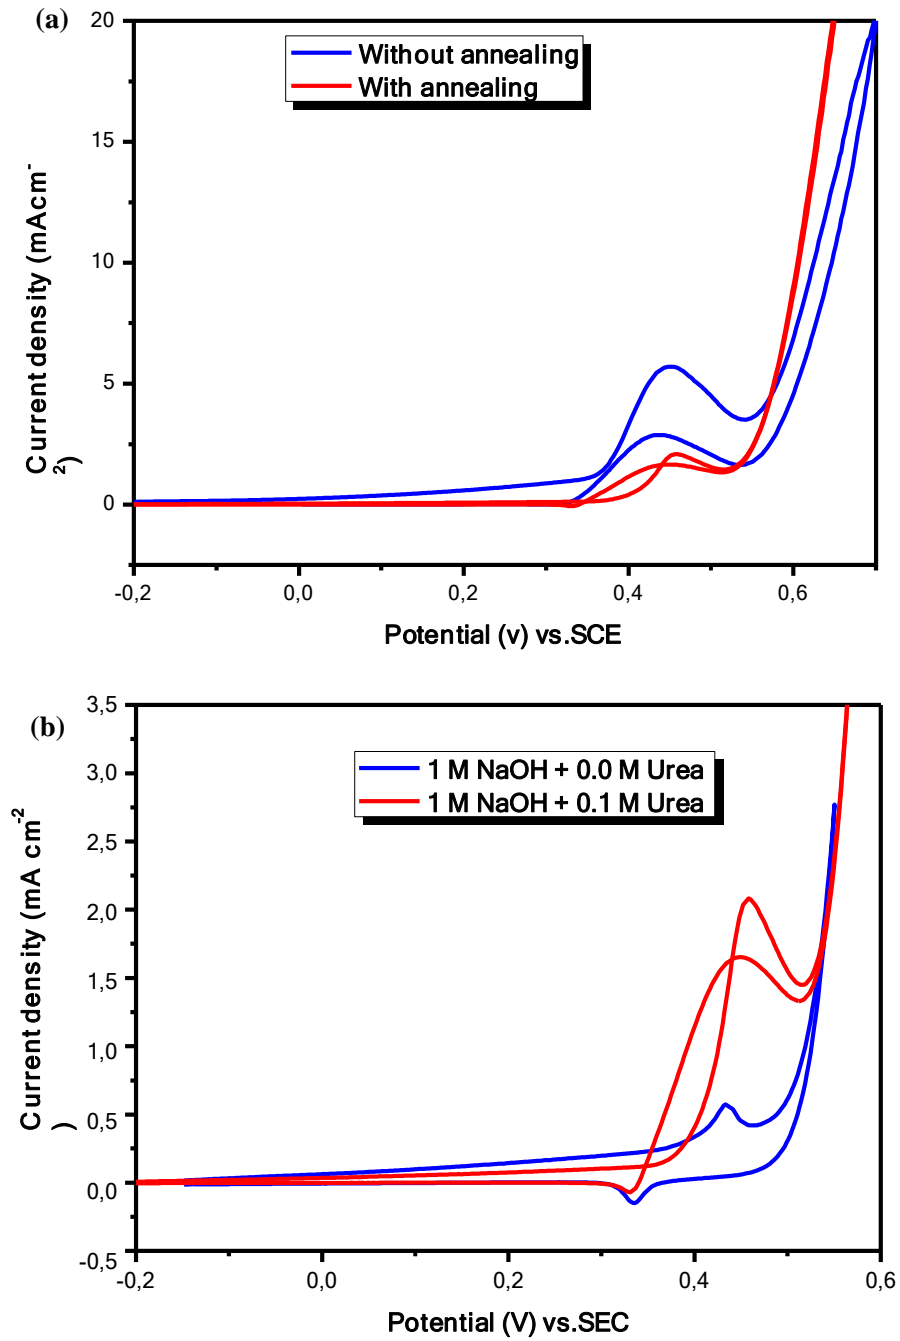 (a)
Without annealing
With annealing
Current density (mAcm-
2)
20
15
10
5
0
-0,2 0,0 0,2 0,4 0,6
Potential (v) vs.SCE
(b)
1 M NaOH + 0.0 M Urea
1 M NaOH + 0.1 M Urea
Current density (mA cm-2
)
3,5
3,0
2,5
2,0
1,5
1,0
0,5
0,0
-0,5
-0,2 0,0 0,2 0,4 0,6
Potential (V) vs.SEC